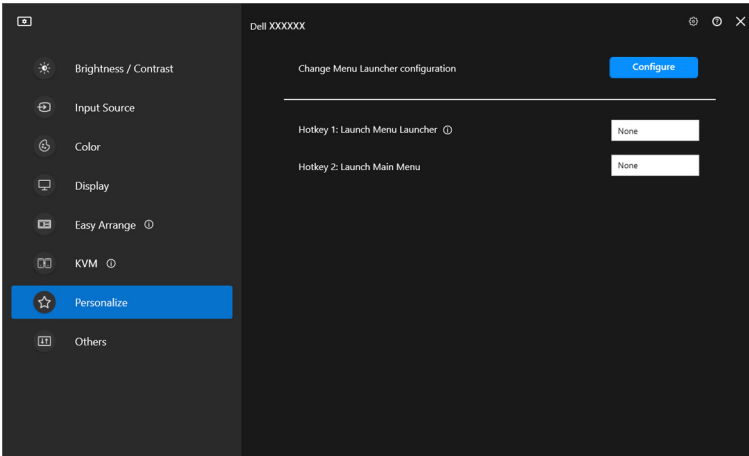 Dell XXXXXX
Brightness / Contrast
Input Source
Color
Display
Easy Arrange
KVM
Personalize
Others
Change Menu Launcher configuration
Configure
Hotkey 1: Launch Menu Launcher
None
Hotkey 2: Launch Main Menu
None